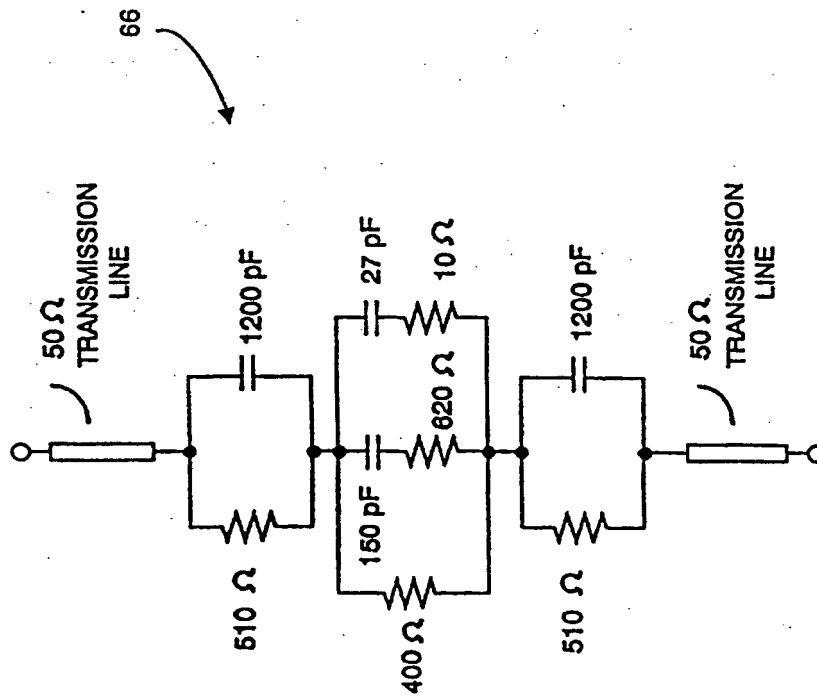 66
50 Ω
TRANSMISSION
LINE
1200 pF
510 Ω
27 pF
10 Ω
150 pF
620 Ω
400 Ω
1200 pF
510 Ω
50 Ω
TRANSMISSION
LINE